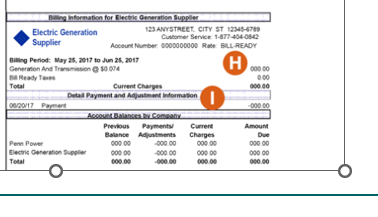 Billing Information for Electric Generation Supplier
Electric Generation Supplier
123 ANYSTREET, CITY ST 12345-6789
Customer Service: 1-877-404-0842
Account Number: 0000000000 Rate: BILL-READY
H
Billing Period: May 25, 2017 to Jun 25, 2017
Generation And Transmission @ $0.074 000.00
Bill Ready Taxes 0.00
Total Current Charges 000.00
Detail Payment and Adjustment Information
I
06/20/17 Payment -000.00
Account Balances by Company
Previous Payments/ Current Amount
Balance Adjustments Charges Due
Penn Power 000.00 -000.00 000.00 000.00
Electric Generation Supplier 000.00 -000.00 000.00 000.00
Total 000.00 -000.00 000.00 000.00